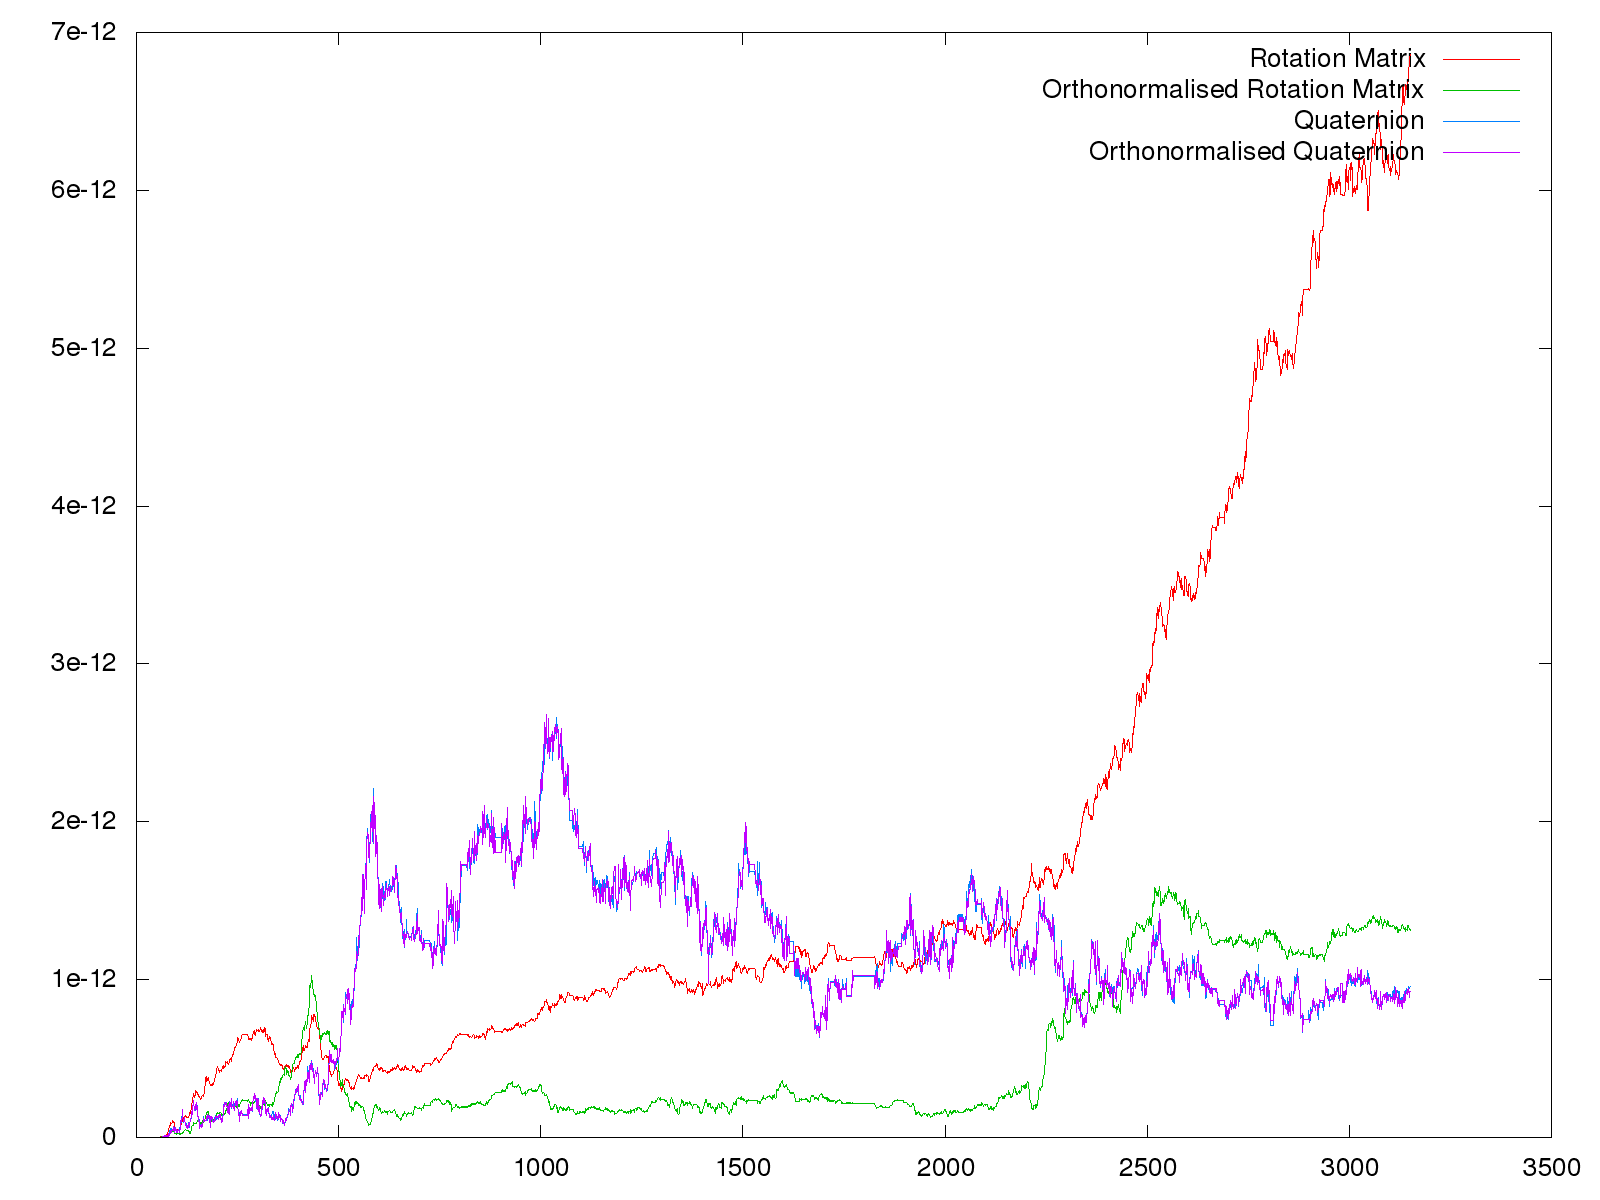 7e-12
Rotation Matrix
Orthonormalised Rotation Matrix
Quaternion
Orthonormalised Quaternion
6e-12
5e-12
4e-12
3e-12
2e-12
1e-12
0
0 500 1000 1500 2000 2500 3000 3500